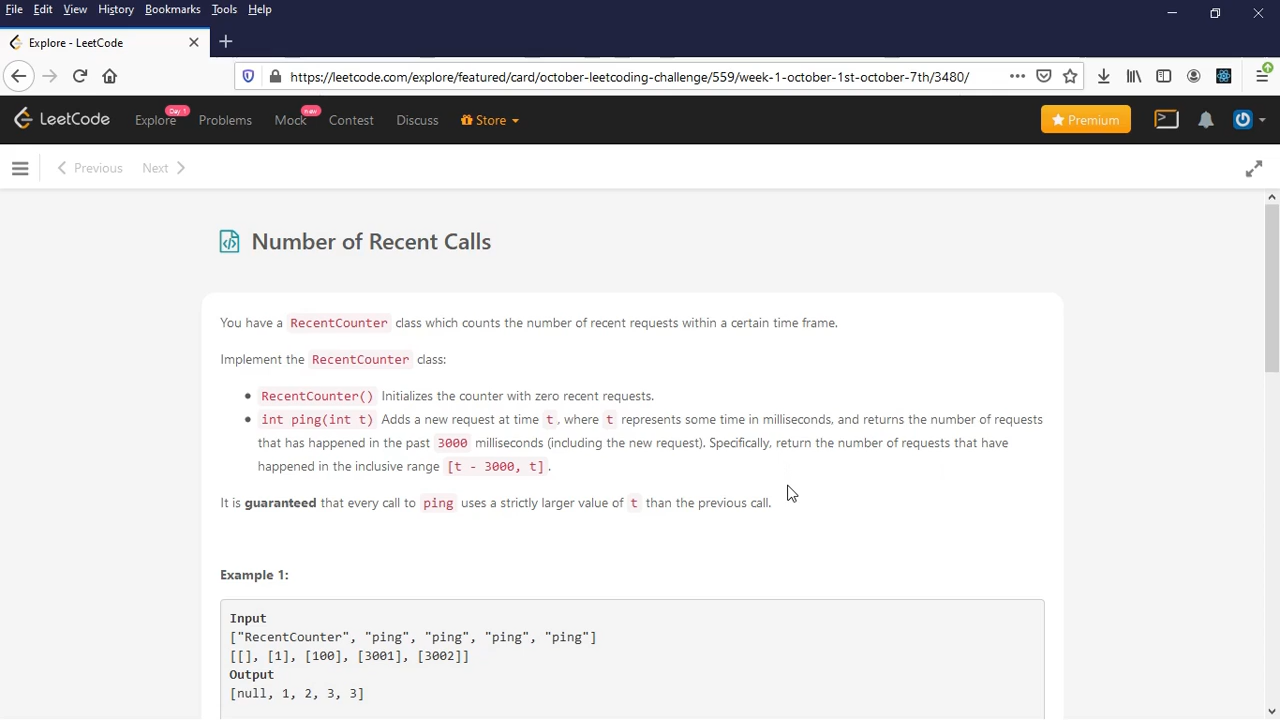 File Edit View History Bookmarks Tools Help
Explore - LeetCode
https://leetcode.com/explore/featured/card/october-leetcoding-challenge/559/week-1-october-1st-october-7th/3480/
LeetCode Explore Day 1 Problems Mock new Contest Discuss Store Premium
Previous Next
Number of Recent Calls
You have a RecentCounter class which counts the number of recent requests within a certain time frame.
Implement the RecentCounter class:
• RecentCounter() Initializes the counter with zero recent requests.
• int ping(int t) Adds a new request at time t, where t represents some time in milliseconds, and returns the number of requests
that has happened in the past 3000 milliseconds (including the new request). Specifically, return the number of requests that have
happened in the inclusive range [t - 3000, t].
It is guaranteed that every call to ping uses a strictly larger value of t than the previous call.
Example 1:
Input
["RecentCounter", "ping", "ping", "ping", "ping"]
[[], [1], [100], [3001], [3002]]
Output
[null, 1, 2, 3, 3]